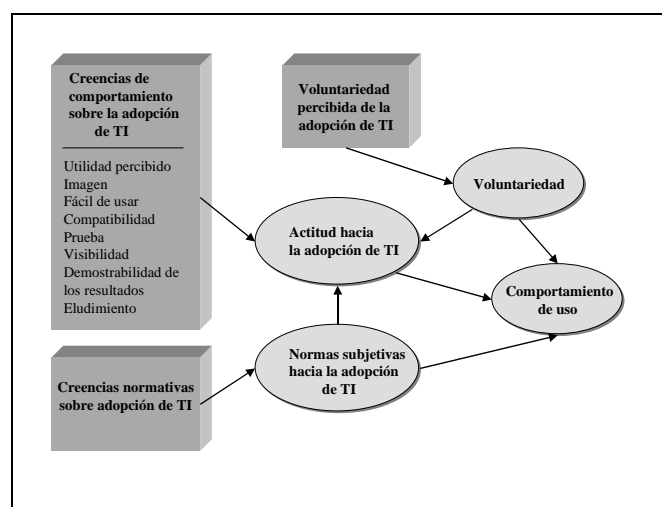 Creencias de
comportamiento
sobre la adopción
de TI
Utilidad percibido
Imagen
Fácil de usar
Compatibilidad
Prueba
Visibilidad
Demostrabilidad de
los resultados
Eludimiento
Voluntariedad
percibida de la
adopción de TI
Voluntariedad
Actitud hacia
la adopción de TI
Comportamiento
de uso
Normas subjetivas
hacia la adopción
de TI
Creencias normativas
sobre adopción de TI